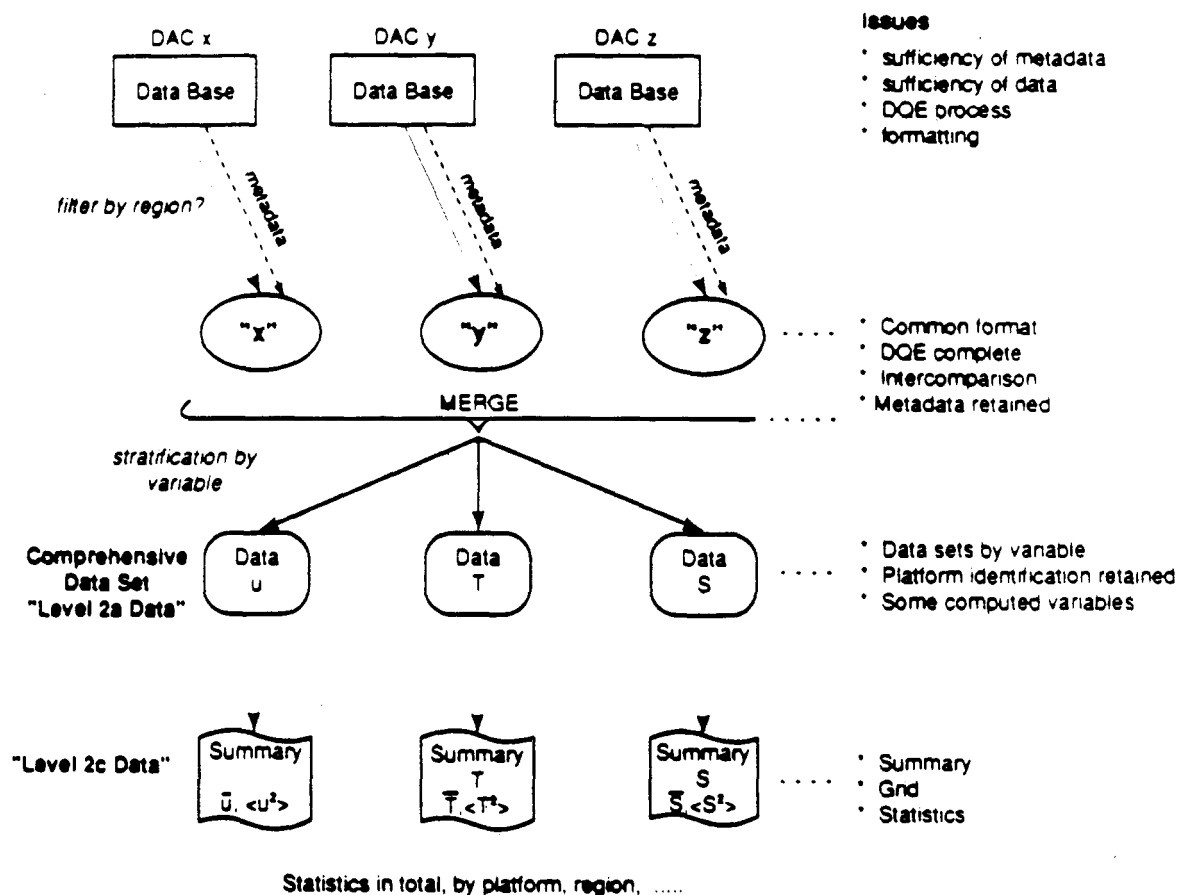 Issues
DAC x DAC y DAC z
Data Base Data Base Data Base
* sufficiency of metadata
* sufficiency of data
* DQE process
* formatting
filter by region?
metadata metadata metadata
"x" "y" "z" . . . . .
* Common format
* DQE complete
* Intercomparison
* Metadata retained
MERGE . . . . .
stratification by
variable
Comprehensive
Data Set
"Level 2a Data"
Data
u
Data
T
Data
S
. . . . .
* Data sets by variable
* Platform identification retained
* Some computed variables
"Level 2c Data"
Summary
u̅, <u²>
Summary
T
T̅, <T²>
Summary
S
S̅, <S²>
. . . . .
* Summary
* Grid
* Statistics
Statistics in total, by platform, region, .....